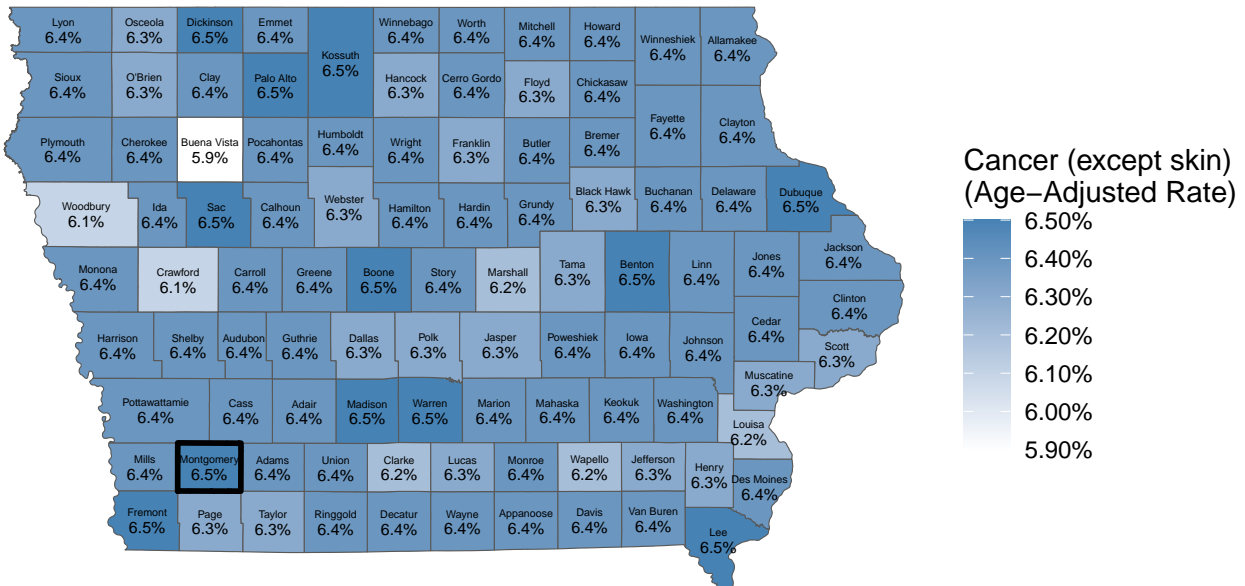 Lyon
6.4%
Osceola
6.3%
Dickinson
6.5%
Emmet
6.4%
Kossuth
6.5%
Winnebago
6.4%
Worth
6.4%
Mitchell
6.4%
Howard
6.4%
Winneshiek
6.4%
Allamakee
6.4%
Sioux
6.4%
O'Brien
6.3%
Clay
6.4%
Palo Alto
6.5%
Hancock
6.3%
Cerro Gordo
6.4%
Floyd
6.3%
Chickasaw
6.4%
Fayette
6.4%
Clayton
6.4%
Plymouth
6.4%
Cherokee
6.4%
Buena Vista
5.9%
Pocahontas
6.4%
Humboldt
6.4%
Wright
6.4%
Franklin
6.3%
Butler
6.4%
Bremer
6.4%
Woodbury
6.1%
Ida
6.4%
Sac
6.5%
Calhoun
6.4%
Webster
6.3%
Hamilton
6.4%
Hardin
6.4%
Grundy
6.4%
Black Hawk
6.3%
Buchanan
6.4%
Delaware
6.4%
Dubuque
6.5%
Monona
6.4%
Crawford
6.1%
Carroll
6.4%
Greene
6.4%
Boone
6.5%
Story
6.4%
Marshall
6.2%
Tama
6.3%
Benton
6.5%
Linn
6.4%
Jones
6.4%
Jackson
6.4%
Clinton
6.4%
Harrison
6.4%
Shelby
6.4%
Audubon
6.4%
Guthrie
6.4%
Dallas
6.3%
Polk
6.3%
Jasper
6.3%
Poweshiek
6.4%
Iowa
6.4%
Johnson
6.4%
Cedar
6.4%
Scott
6.3%
Muscatine
6.3%
Pottawattamie
6.4%
Cass
6.4%
Adair
6.4%
Madison
6.5%
Warren
6.5%
Marion
6.4%
Mahaska
6.4%
Keokuk
6.4%
Washington
6.4%
Louisa
6.2%
Mills
6.4%
Montgomery
6.5%
Adams
6.4%
Union
6.4%
Clarke
6.2%
Lucas
6.3%
Monroe
6.4%
Wapello
6.2%
Jefferson
6.3%
Henry
6.3%
Des Moines
6.4%
Fremont
6.5%
Page
6.3%
Taylor
6.3%
Ringgold
6.4%
Decatur
6.4%
Wayne
6.4%
Appanoose
6.4%
Davis
6.4%
Van Buren
6.4%
Lee
6.5%
Cancer (except skin)
(Age−Adjusted Rate)
6.50%
6.40%
6.30%
6.20%
6.10%
6.00%
5.90%